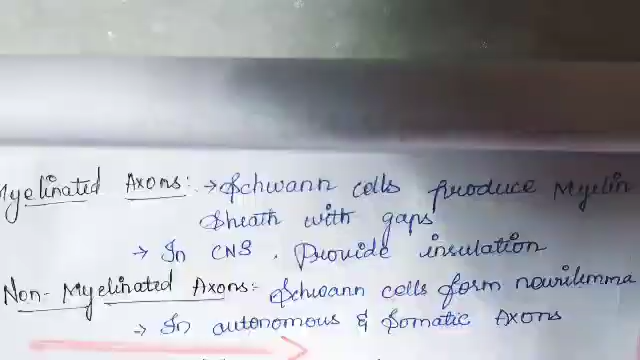 Myelinated Axons:- → Schwann cells produce Myelin
Sheath with gaps
→ In CNS. Provide insulation
Non-Myelinated Axons:- Schwann cells form neurilemma
→ In autonomous & Somatic Axons